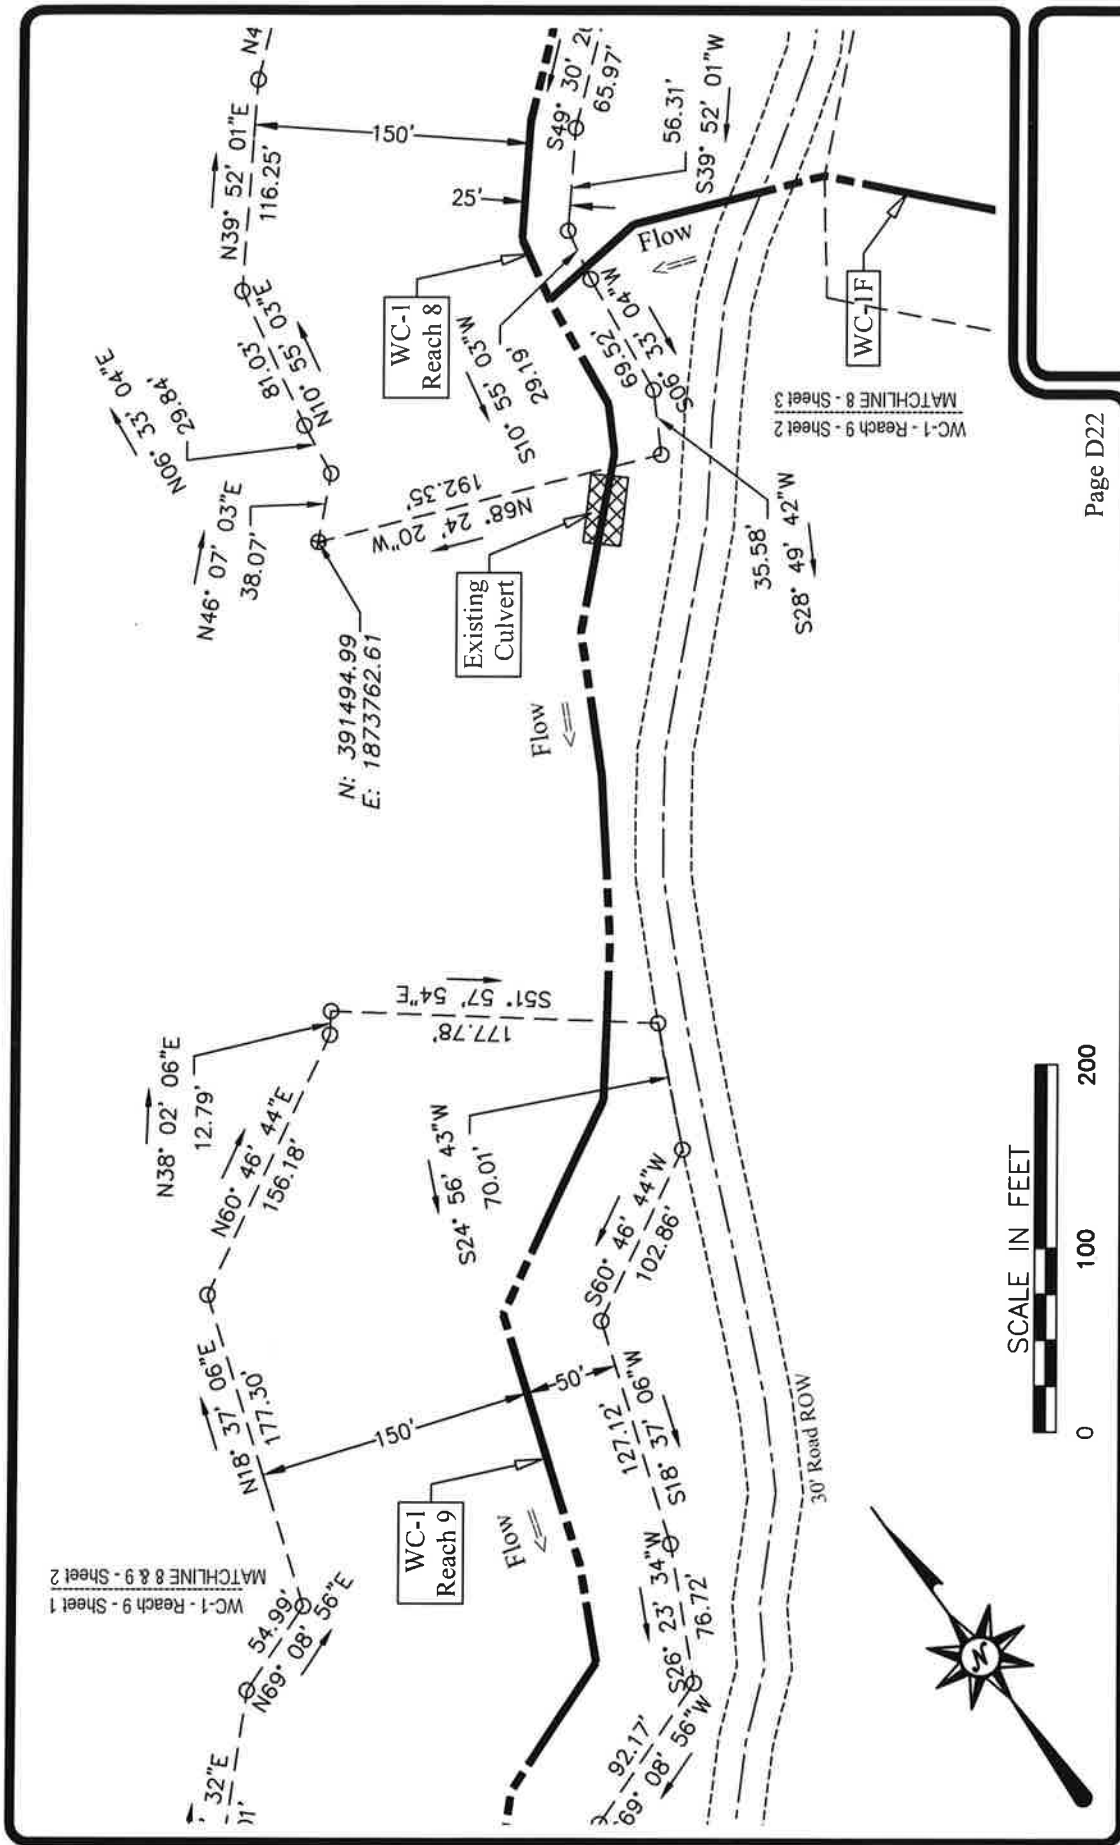 N4
N39° 52' 01"E
116.25'
150'
25'
S49° 30' 2
65.97'
56.31'
S39° 52' 01"W
N06° 33' 04"E
29.84'
81.03'
N10° 55' 03"E
WC-1
Reach 8
S10° 55' 03"W
29.19'
Flow
69.52'
S06° 33' 04"W
WC-1F
WC-1 - Reach 9 - Sheet 2
MATCHLINE 8 - Sheet 3
N46° 07' 03"E
38.07'
N68° 24' 20"W
192.35'
N: 391494.99
E: 1873762.61
Existing
Culvert
35.58'
S28° 49' 42"W
Flow
N38° 02' 06"E
12.79'
S51° 57' 54"E
177.78'
N60° 46' 44"E
156.18'
S24° 56' 43"W
70.01'
S60° 46' 44"W
102.86'
N18° 37' 06"E
177.30'
150'
50'
127.12'
S18° 37' 06"W
WC-1
Reach 9
Flow
30' Road ROW
WC-1 - Reach 9 - Sheet 1
MATCHLINE 8 & 9 - Sheet 2
54.99'
N69° 08' 56"E
S26° 23' 34"W
76.72'
92.17'
69° 08' 56"W
' 32"E
1'
SCALE IN FEET
0 100 200
N
Page D22